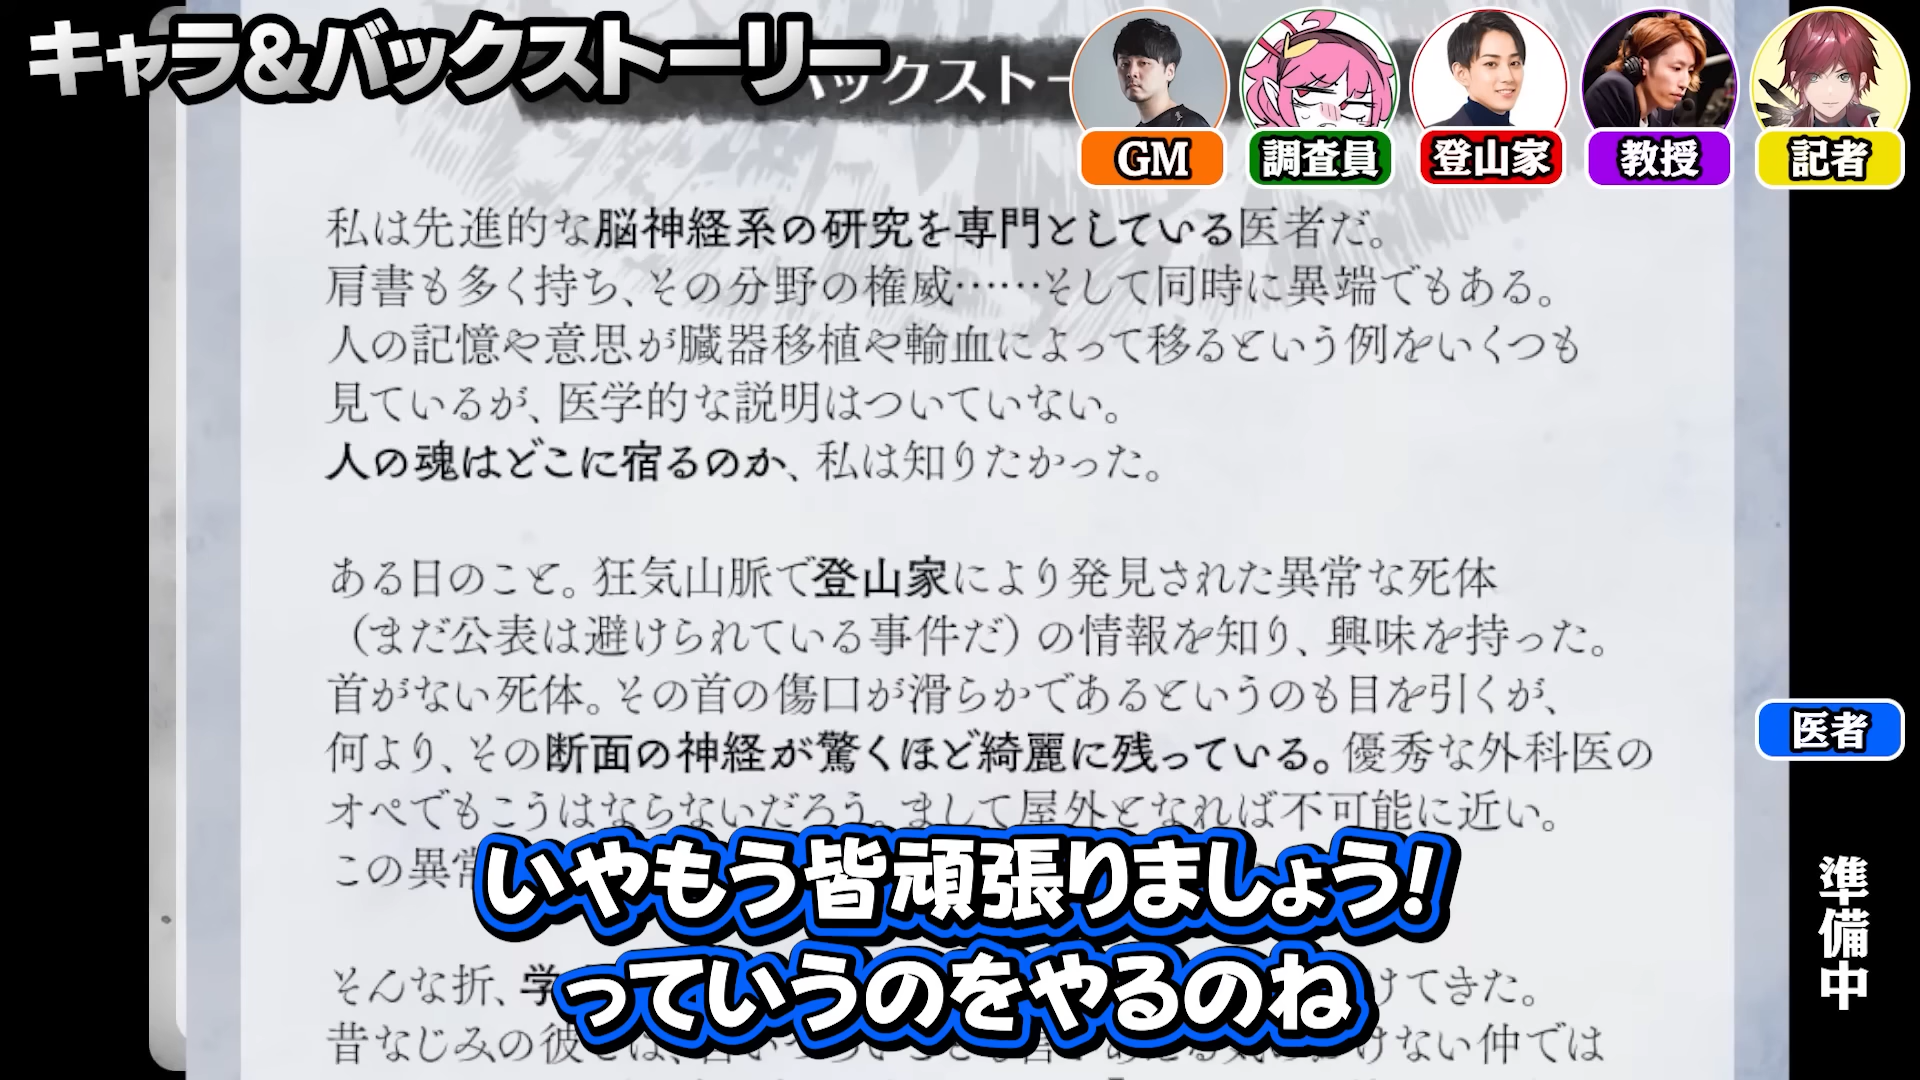 キャラ&バックストーリー
バックストー
GM
調査員
登山家
教授
記者
私は先進的な脳神経系の研究を専門としている医者だ。
肩書も多く持ち、その分野の権威……そして同時に異端でもある。
人の記憶や意思が臓器移植や輸血によって移るという例をいくつも
見ているが、医学的な説明はついていない。
人の魂はどこに宿るのか、私は知りたかった。
ある日のこと。狂気山脈で登山家により発見された異常な死体
（まだ公表は避けられている事件だ）の情報を知り、興味を持った。
首がない死体。その首の傷口が滑らかであるというのも目を引くが、
何より、その断面の神経が驚くほど綺麗に残っている。優秀な外科医の
オペでもこうはならないだろう。まして屋外となれば不可能に近い。
この異常
いやもう皆頑張りましょう!
そんな折、学
けてきた。
っていうのをやるのね
昔なじみの彼
けない仲では
医者
準備中